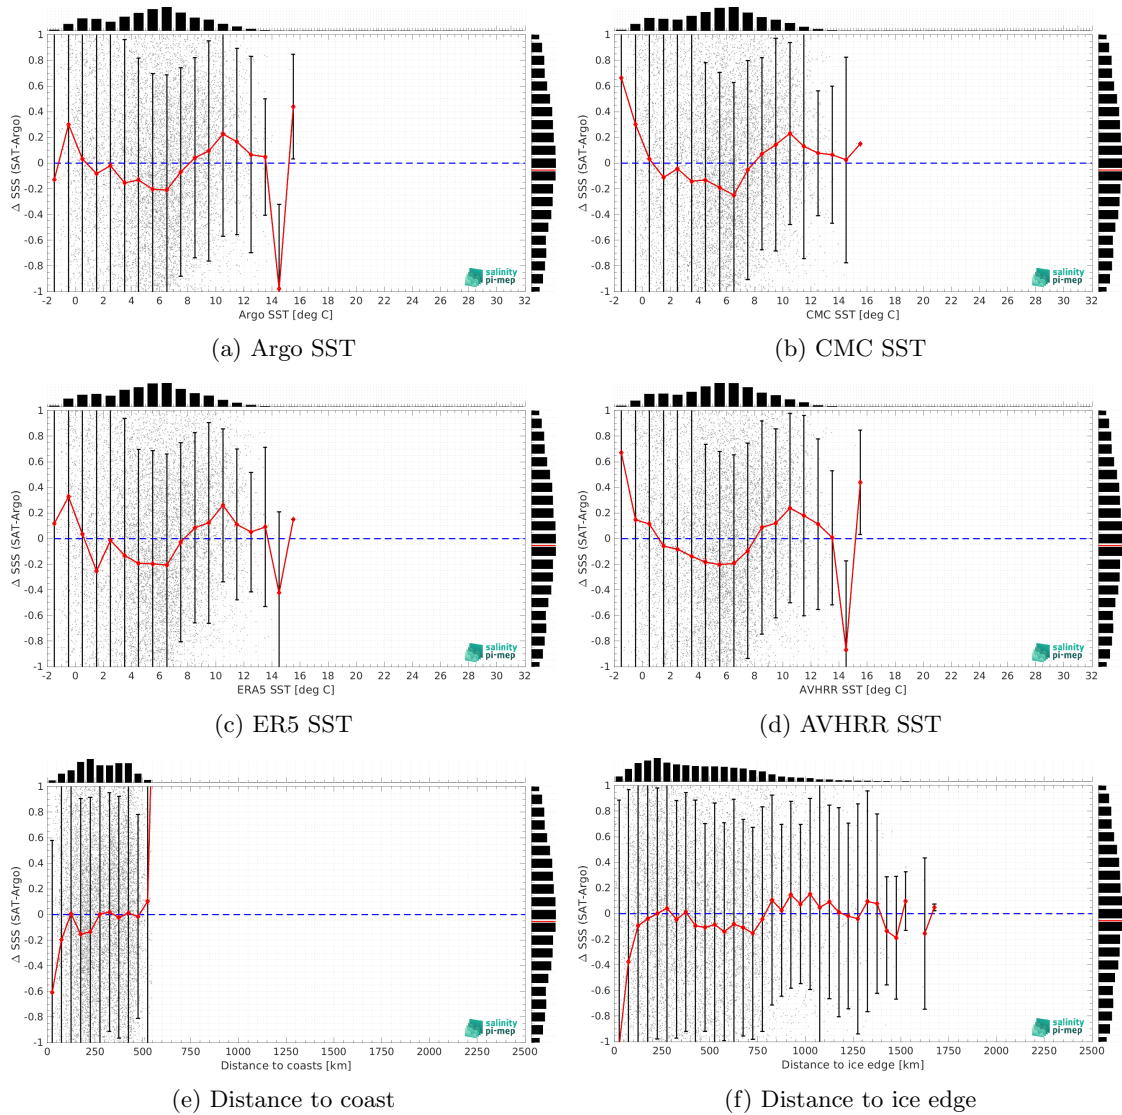 1
0.8
0.6
0.4
0.2
0
-0.2
-0.4
-0.6
-0.8
-1
Δ SSS (SAT-Argo)
salinity
pi-mep
-2 0 2 4 6 8 10 12 14 16 18 20 22 24 26 28 30 32
Argo SST [deg C]
(a) Argo SST
1
0.8
0.6
0.4
0.2
0
-0.2
-0.4
-0.6
-0.8
-1
Δ SSS (SAT-Argo)
salinity
pi-mep
-2 0 2 4 6 8 10 12 14 16 18 20 22 24 26 28 30 32
CMC SST [deg C]
(b) CMC SST
1
0.8
0.6
0.4
0.2
0
-0.2
-0.4
-0.6
-0.8
-1
Δ SSS (SAT-Argo)
salinity
pi-mep
-2 0 2 4 6 8 10 12 14 16 18 20 22 24 26 28 30 32
ERA5 SST [deg C]
(c) ER5 SST
1
0.8
0.6
0.4
0.2
0
-0.2
-0.4
-0.6
-0.8
-1
Δ SSS (SAT-Argo)
salinity
pi-mep
-2 0 2 4 6 8 10 12 14 16 18 20 22 24 26 28 30 32
AVHRR SST [deg C]
(d) AVHRR SST
1
0.8
0.6
0.4
0.2
0
-0.2
-0.4
-0.6
-0.8
-1
Δ SSS (SAT-Argo)
salinity
pi-mep
0 250 500 750 1000 1250 1500 1750 2000 2250 2500
Distance to coasts [km]
(e) Distance to coast
1
0.8
0.6
0.4
0.2
0
-0.2
-0.4
-0.6
-0.8
-1
Δ SSS (SAT-Argo)
salinity
pi-mep
0 250 500 750 1000 1250 1500 1750 2000 2250 2500
Distance to ice edge [km]
(f) Distance to ice edge